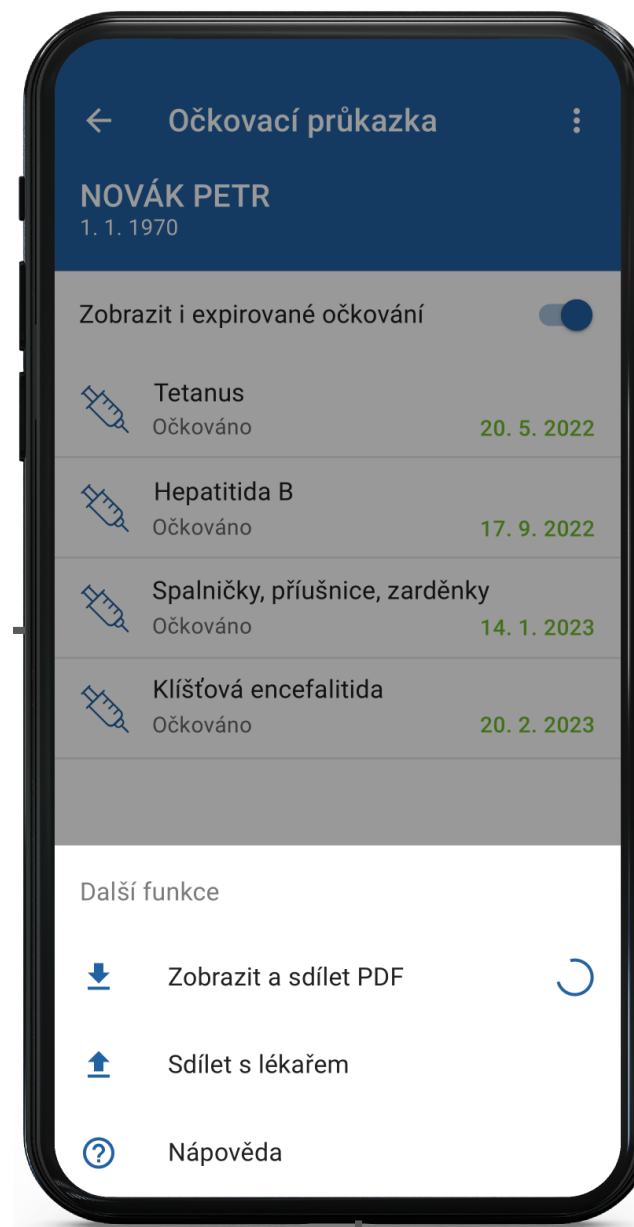 Očkovací průkazka
NOVÁK PETR
1. 1. 1970
Zobrazit i expirované očkování
Tetanus
Očkováno 20. 5. 2022
Hepatitida B
Očkováno 17. 9. 2022
Spalničky, příušnice, zarděnky
Očkováno 14. 1. 2023
Klíšťová encefalitida
Očkováno 20. 2. 2023
Další funkce
Zobrazit a sdílet PDF
Sdílet s lékařem
Nápověda